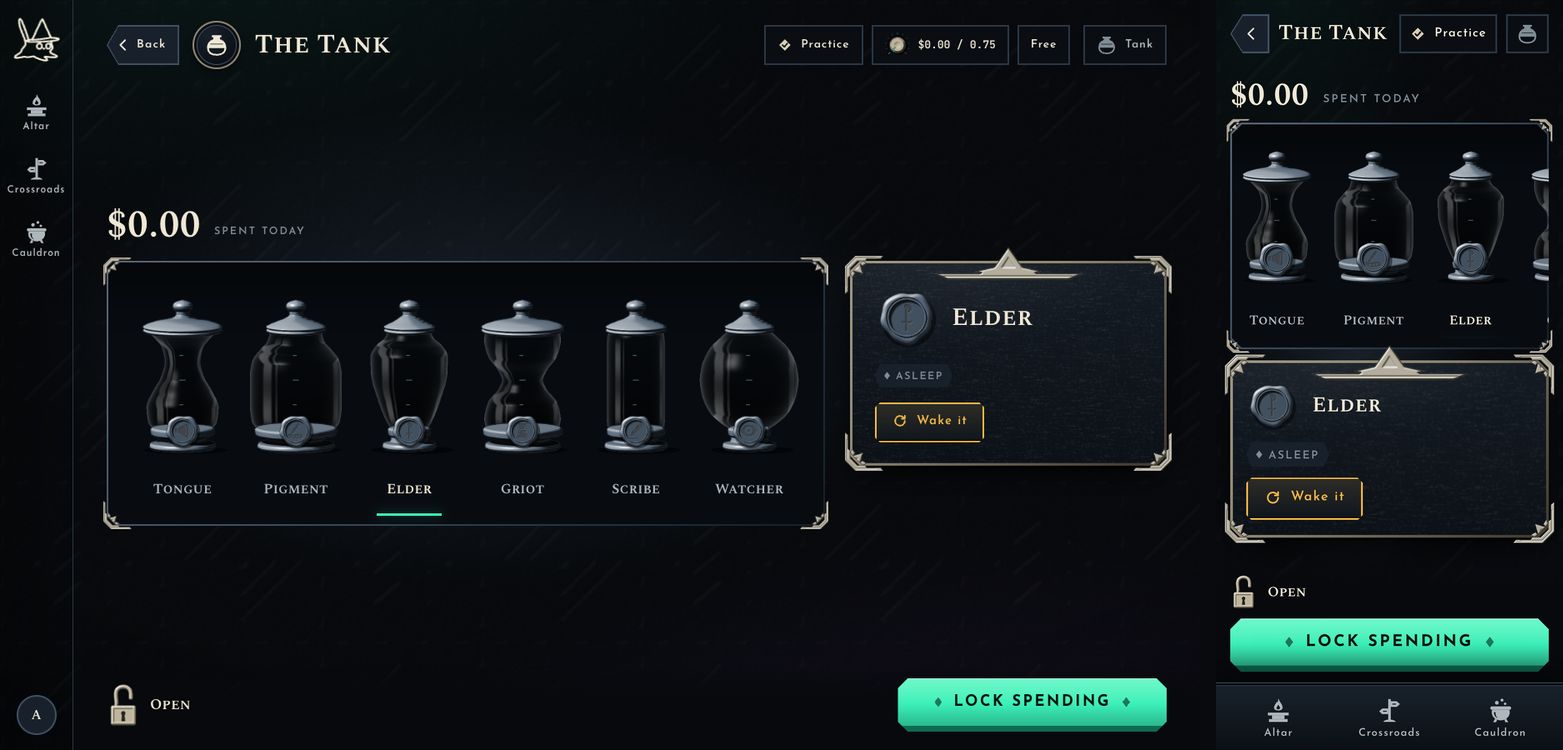 Back
THE TANK
Practice
$0.00 / 0.75
Free
Tank
Altar
Crossroads
Cauldron
$0.00 SPENT TODAY
TONGUE
PIGMENT
ELDER
GRIOT
SCRIBE
WATCHER
ELDER
ASLEEP
Wake it
A
OPEN
LOCK SPENDING
THE TANK
Practice
$0.00 SPENT TODAY
TONGUE
PIGMENT
ELDER
ELDER
ASLEEP
Wake it
OPEN
LOCK SPENDING
Altar
Crossroads
Cauldron